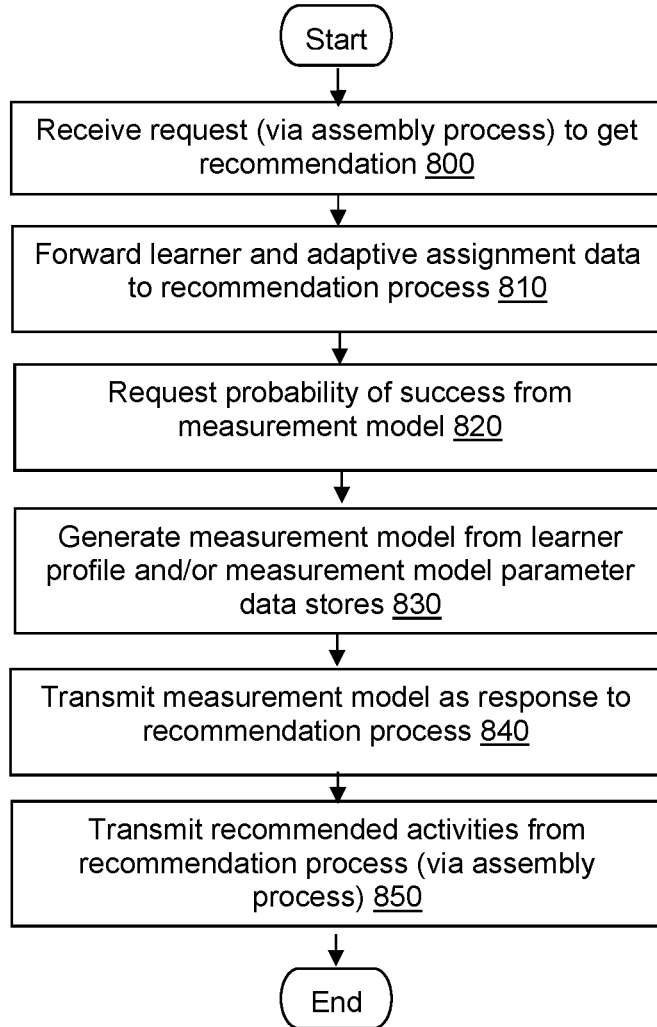 Start
Receive request (via assembly process) to get
recommendation 800
Forward learner and adaptive assignment data
to recommendation process 810
Request probability of success from
measurement model 820
Generate measurement model from learner
profile and/or measurement model parameter
data stores 830
Transmit measurement model as response to
recommendation process 840
Transmit recommended activities from
recommendation process (via assembly
process) 850
End